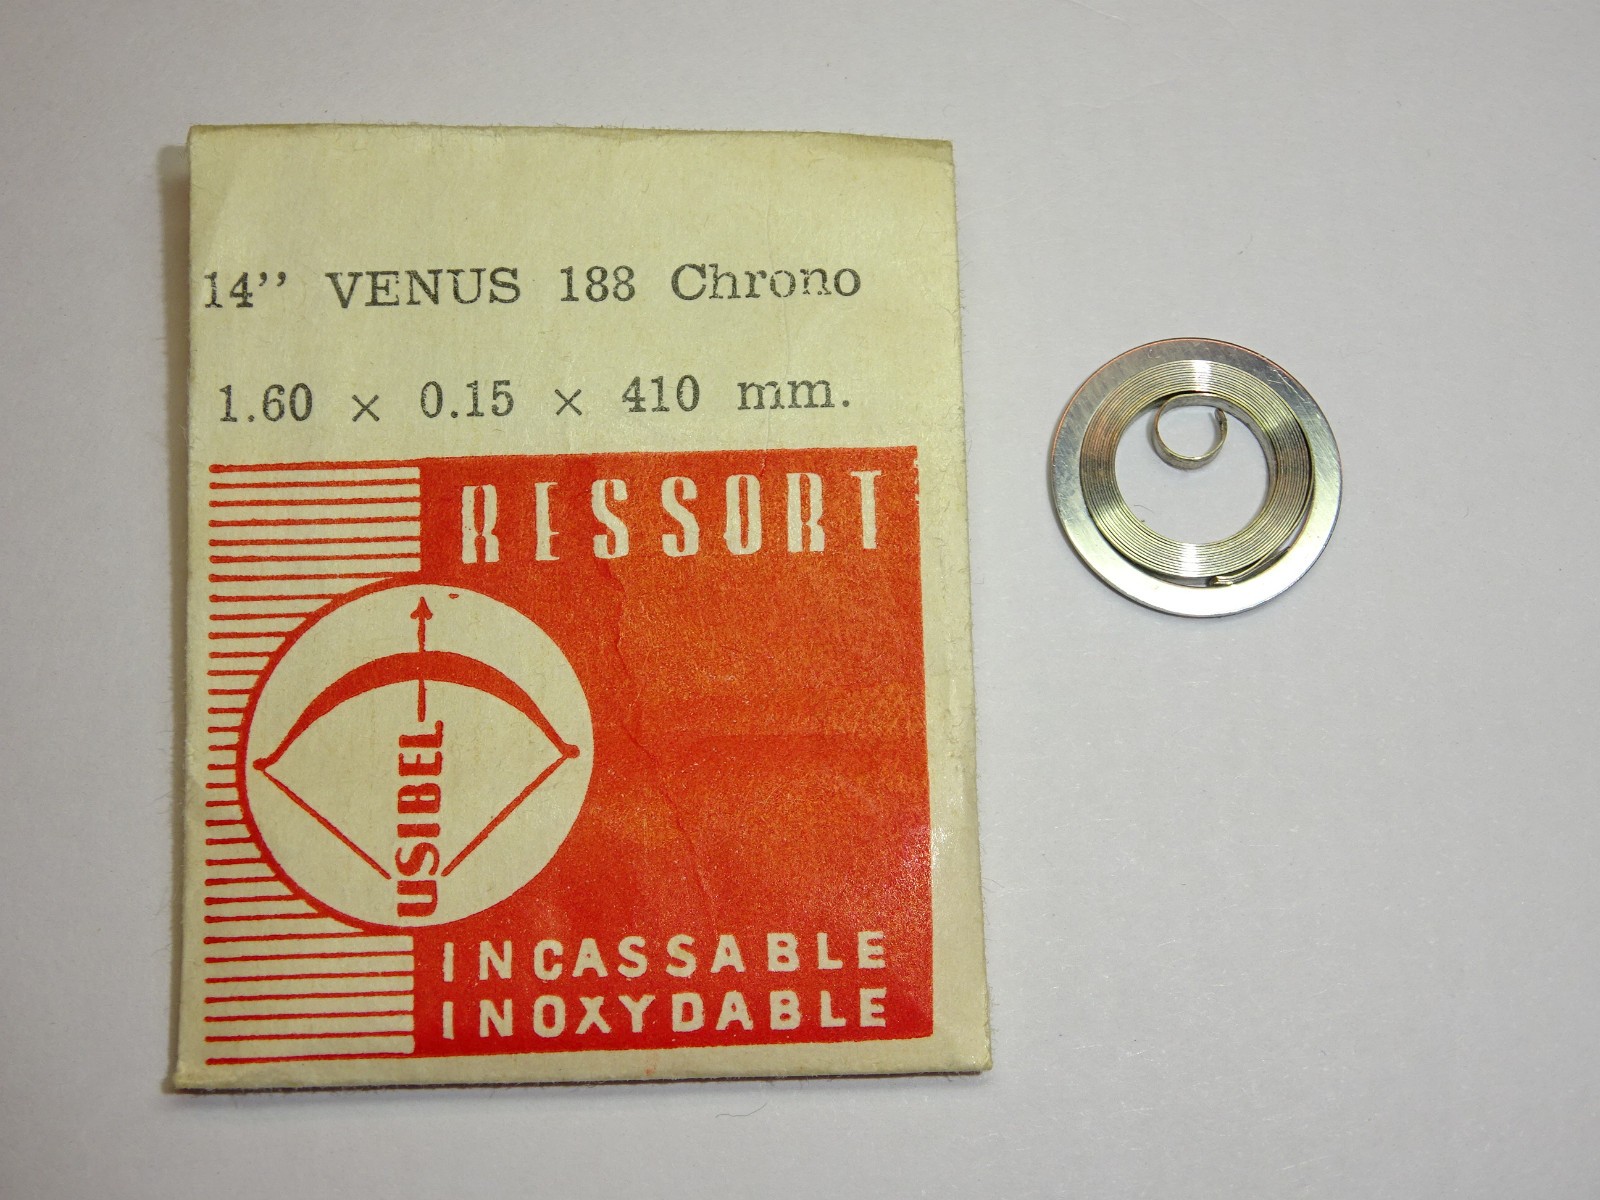 14'' VENUS 188 Chrono
1.60 × 0.15 × 410 mm.
RESSORT
USIBEL
INCASSABLE
INOXYDABLE